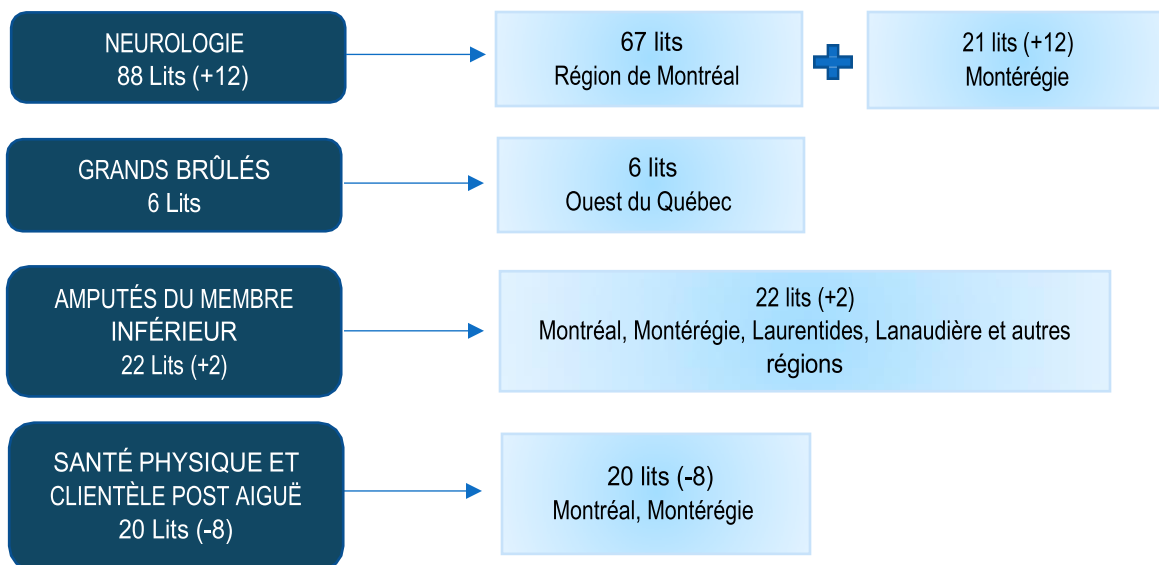 NEUROLOGIE
88 Lits (+12)
67 lits
Région de Montréal
21 lits (+12)
Montérégie
GRANDS BRÛLÉS
6 Lits
6 lits
Ouest du Québec
AMPUTÉS DU MEMBRE
INFÉRIEUR
22 Lits (+2)
22 lits (+2)
Montréal, Montérégie, Laurentides, Lanaudière et autres
régions
SANTÉ PHYSIQUE ET
CLIENTÈLE POST AIGUË
20 Lits (-8)
20 lits (-8)
Montréal, Montérégie